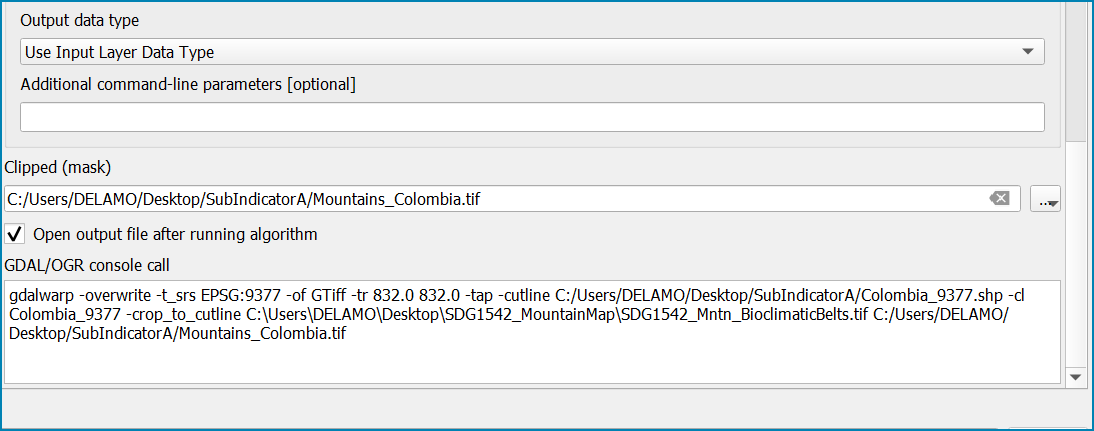 Output data type
Use Input Layer Data Type
Additional command-line parameters [optional]
Clipped (mask)
C:/Users/DELAMO/Desktop/SubIndicatorA/Mountains_Colombia.tif
...
Open output file after running algorithm
GDAL/OGR console call
gdalwarp -overwrite -t_srs EPSG:9377 -of GTiff -tr 832.0 832.0 -tap -cutline C:/Users/DELAMO/Desktop/SubIndicatorA/Colombia_9377.shp -cl
Colombia_9377 -crop_to_cutline C:\Users\DELAMO\Desktop\SDG1542_MountainMap\SDG1542_Mntn_BioclimaticBelts.tif C:/Users/DELAMO/
Desktop/SubIndicatorA/Mountains_Colombia.tif